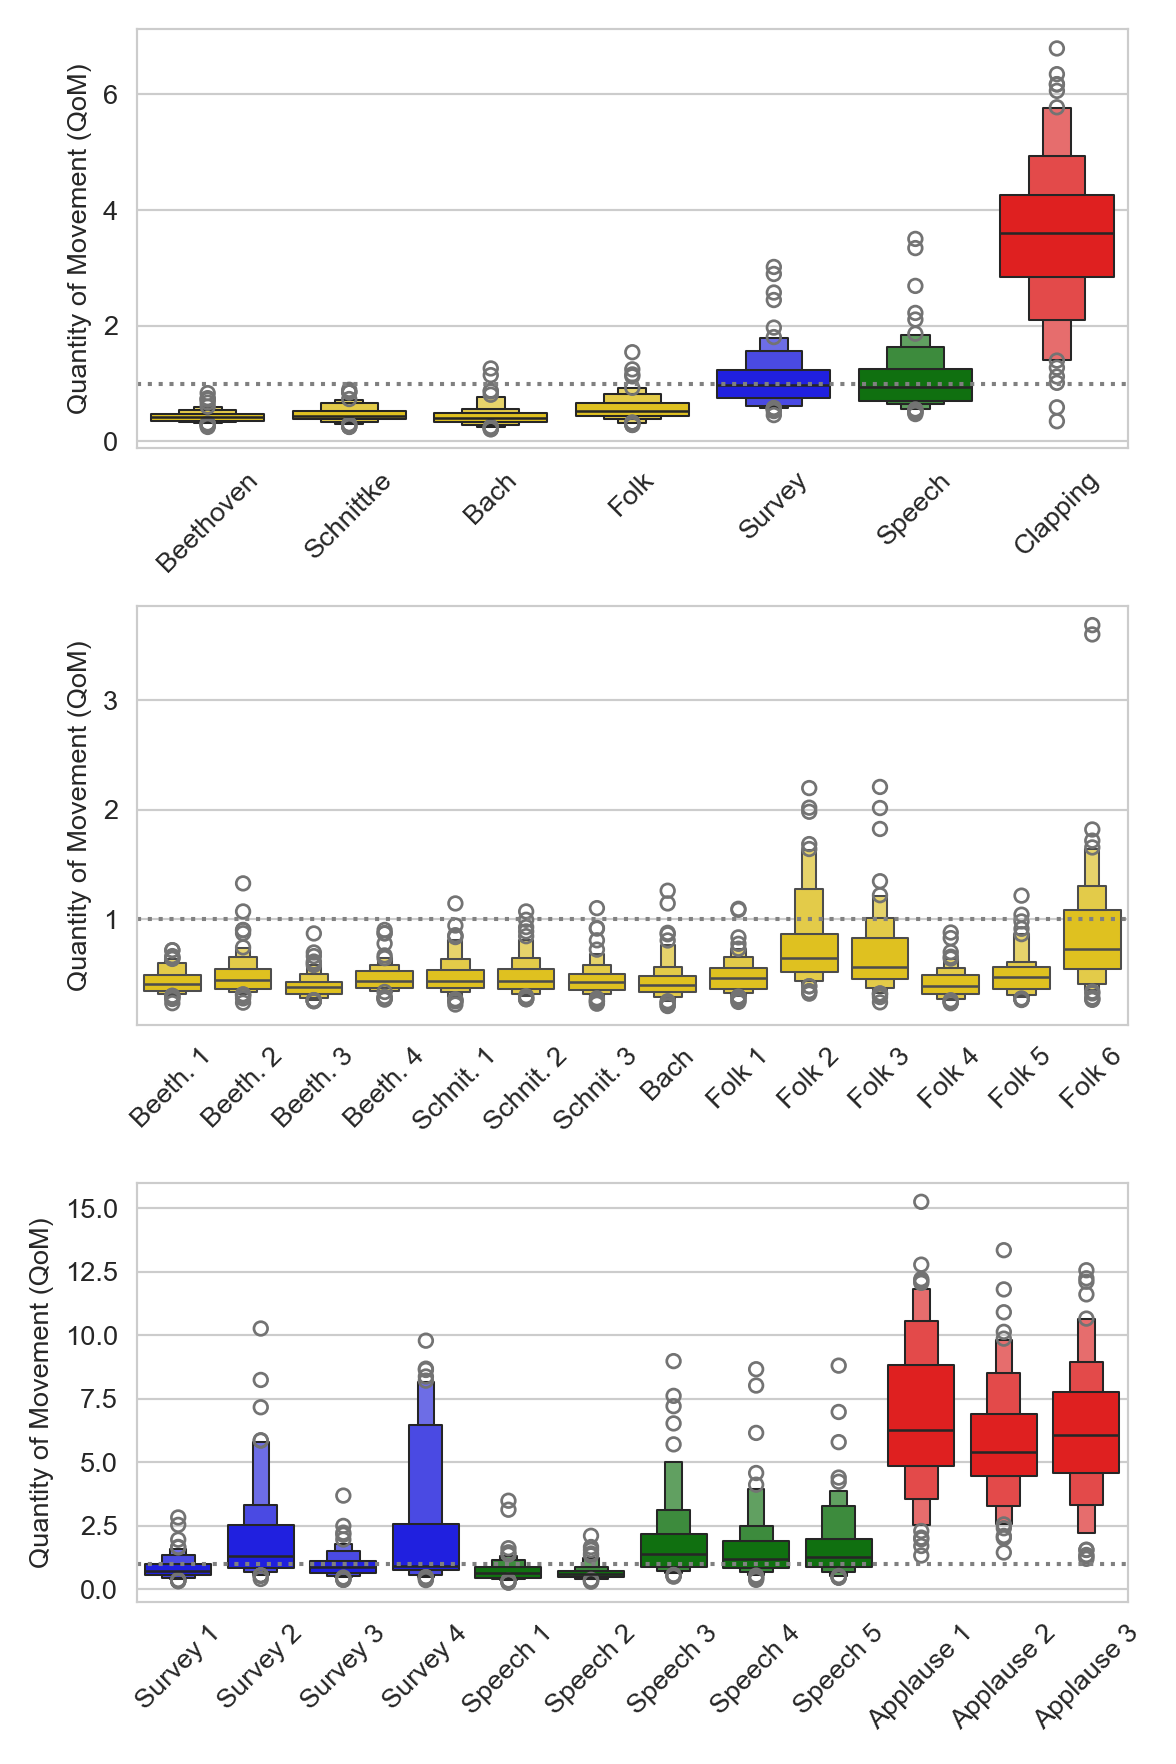 Quantity of Movement (QoM)
6
4
2
0
Beethoven
Schnittke
Bach
Folk
Survey
Speech
Clapping
Quantity of Movement (QoM)
3
2
1
Beeth. 1
Beeth. 2
Beeth. 3
Beeth. 4
Schnit. 1
Schnit. 2
Schnit. 3
Bach
Folk 1
Folk 2
Folk 3
Folk 4
Folk 5
Folk 6
Quantity of Movement (QoM)
15.0
12.5
10.0
7.5
5.0
2.5
0.0
Survey 1
Survey 2
Survey 3
Survey 4
Speech 1
Speech 2
Speech 3
Speech 4
Speech 5
Applause 1
Applause 2
Applause 3